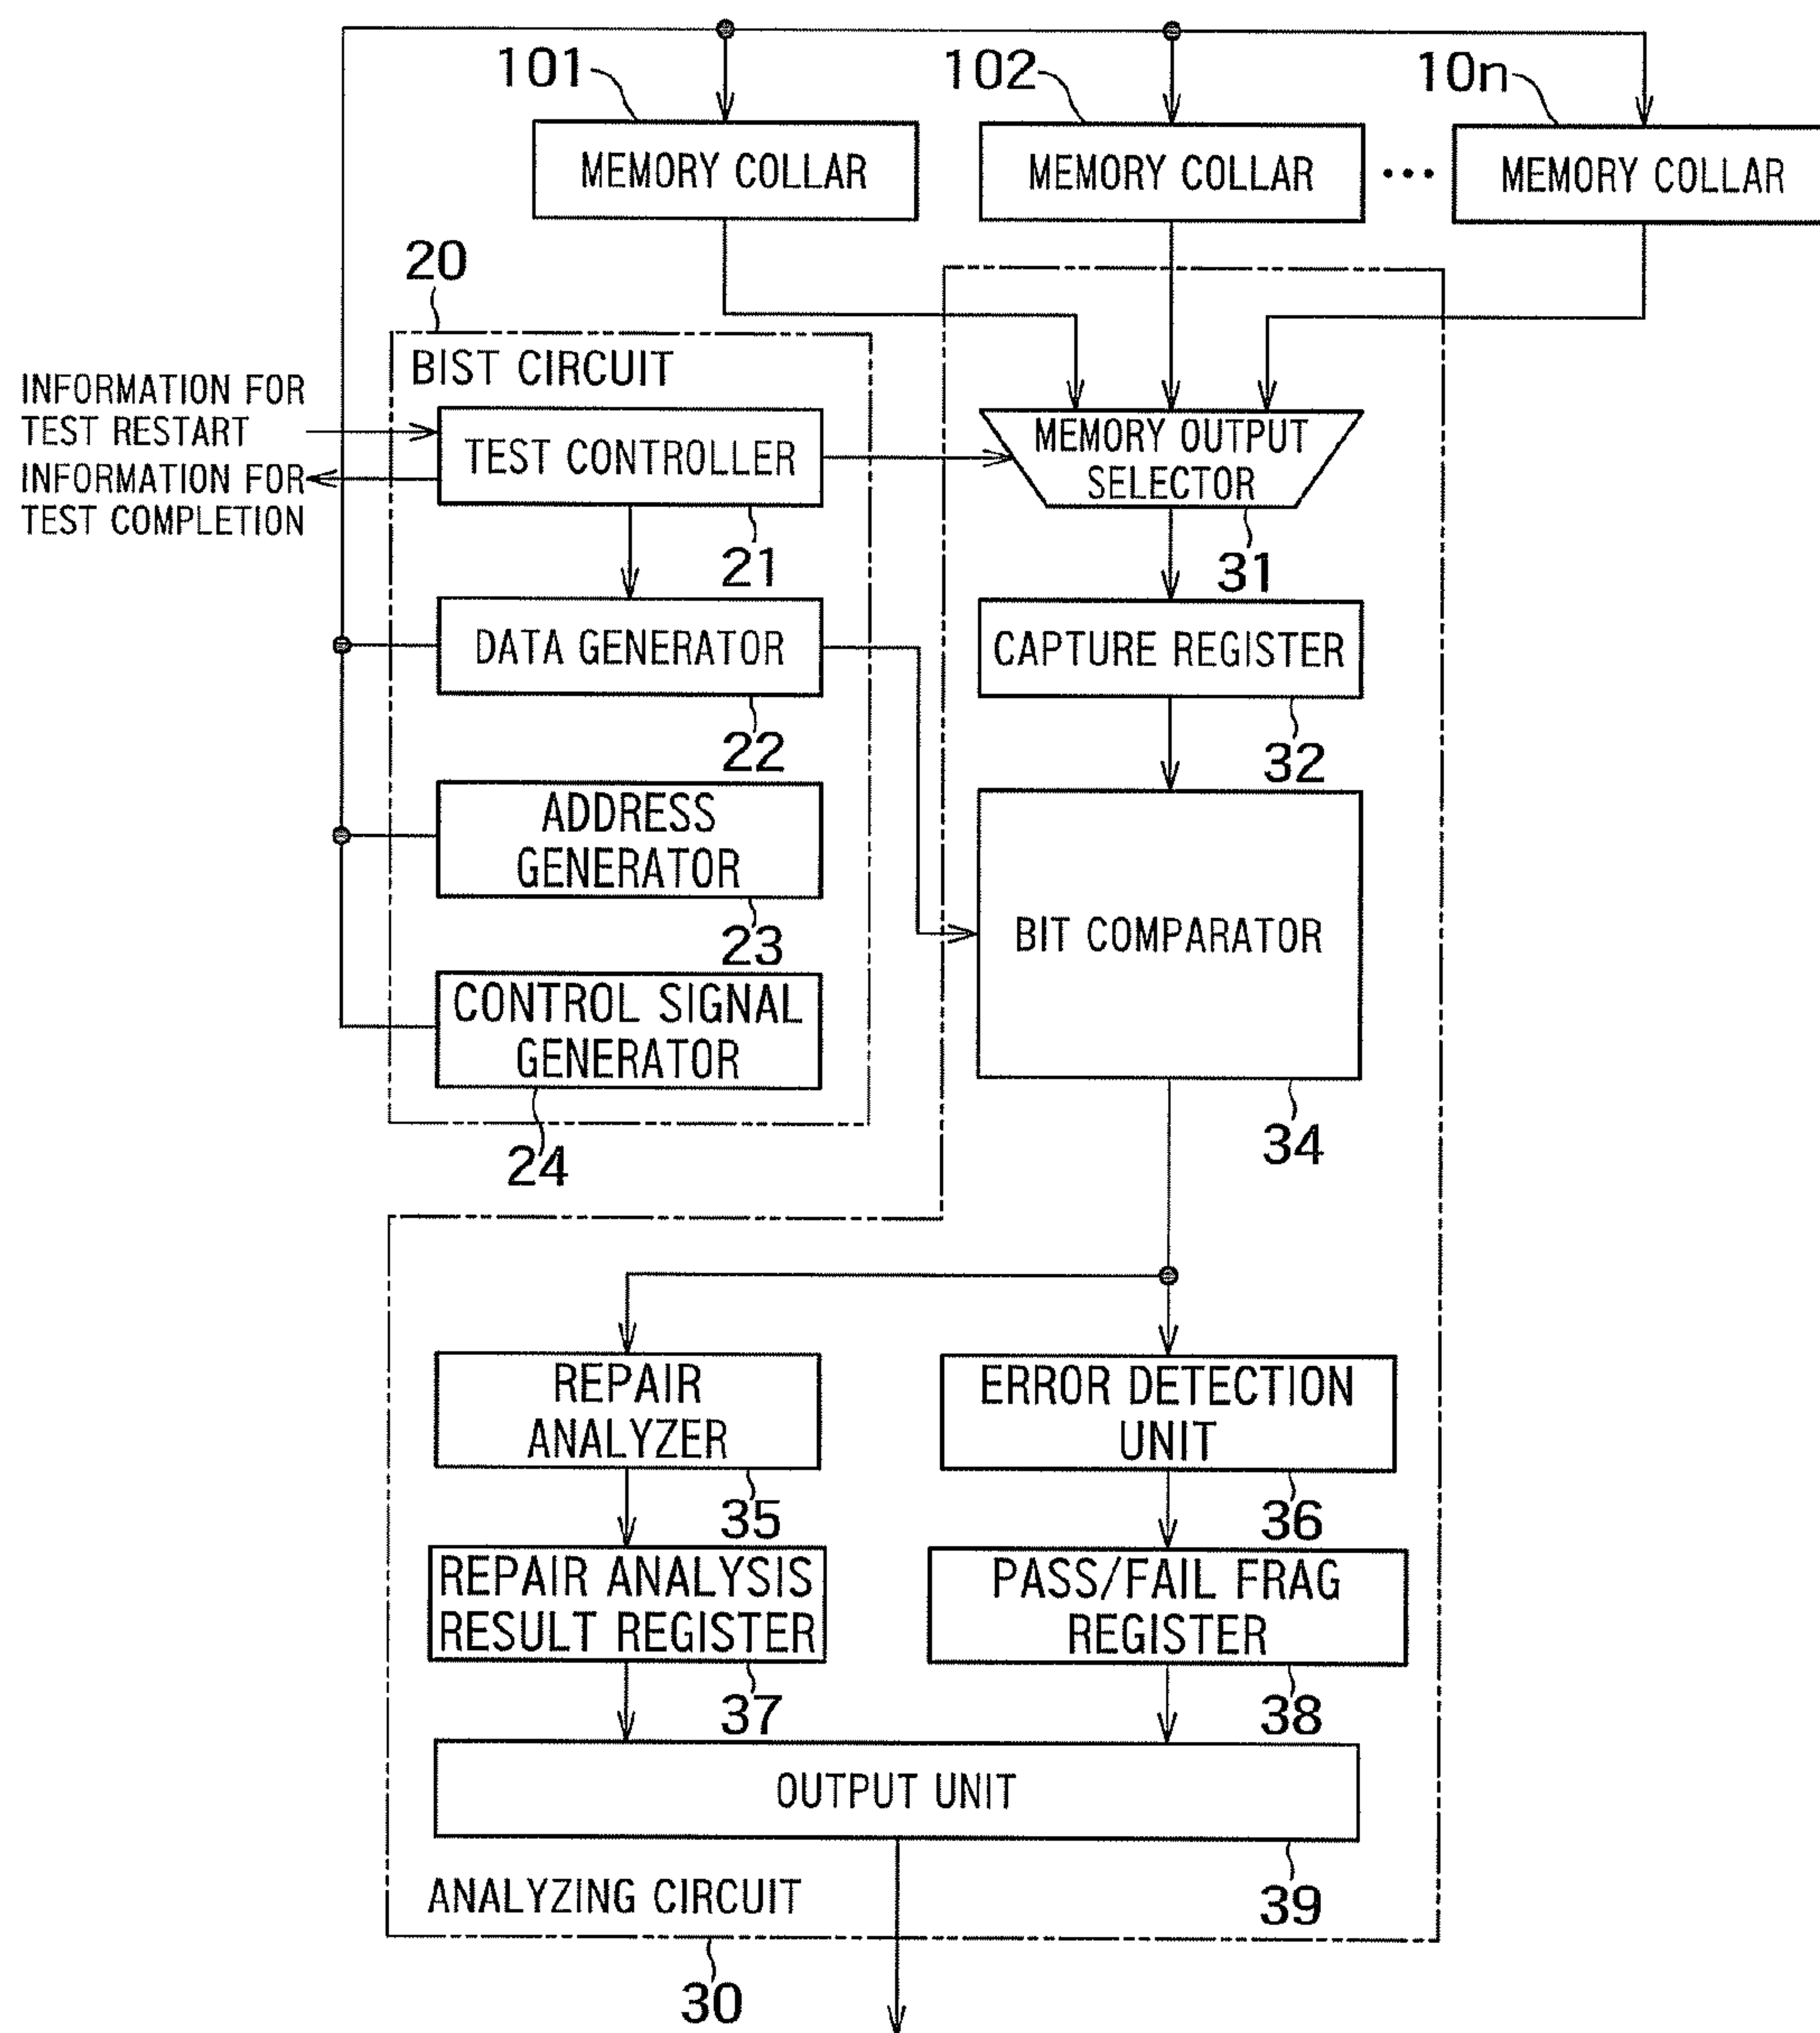 101
102
10n
MEMORY COLLAR
MEMORY COLLAR
...
MEMORY COLLAR
20
BIST CIRCUIT
INFORMATION FOR
TEST RESTART
INFORMATION FOR
TEST COMPLETION
TEST CONTROLLER
21
MEMORY OUTPUT
SELECTOR
31
DATA GENERATOR
22
CAPTURE REGISTER
32
ADDRESS
GENERATOR
23
BIT COMPARATOR
34
CONTROL SIGNAL
GENERATOR
24
REPAIR
ANALYZER
35
ERROR DETECTION
UNIT
36
REPAIR ANALYSIS
RESULT REGISTER
37
PASS/FAIL FRAG
REGISTER
38
OUTPUT UNIT
39
ANALYZING CIRCUIT
30